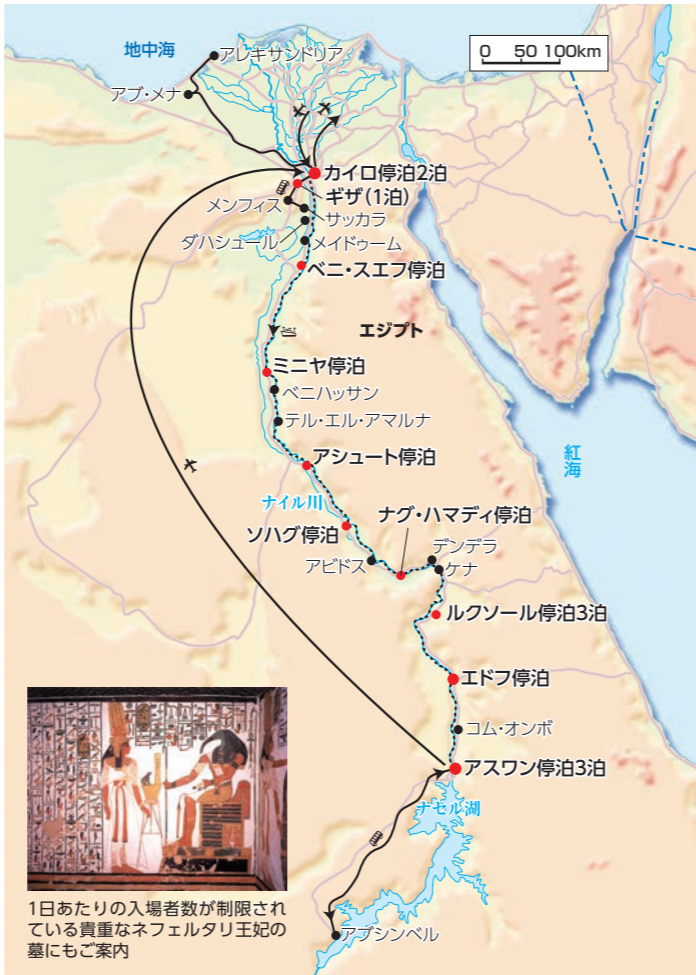 地中海
アレキサンドリア
0 50 100km
アブ・メナ
カイロ停泊2泊
ギザ(1泊)
メンフィス
サッカラ
ダハシュール
メイドゥーム
ベニ・スエフ停泊
エジプト
ミニヤ停泊
ベニハッサン
テル・エル・アマルナ
アシュート停泊
紅海
ナイル川
ナグ・ハマディ停泊
ソハグ停泊
デンデラ
アビドス
ケナ
ルクソール停泊3泊
エドフ停泊
コム・オンボ
アスワン停泊3泊
ナセル湖
アブシンベル
1日あたりの入場者数が制限され
ている貴重なネフェルタリ王妃の
墓にもご案内